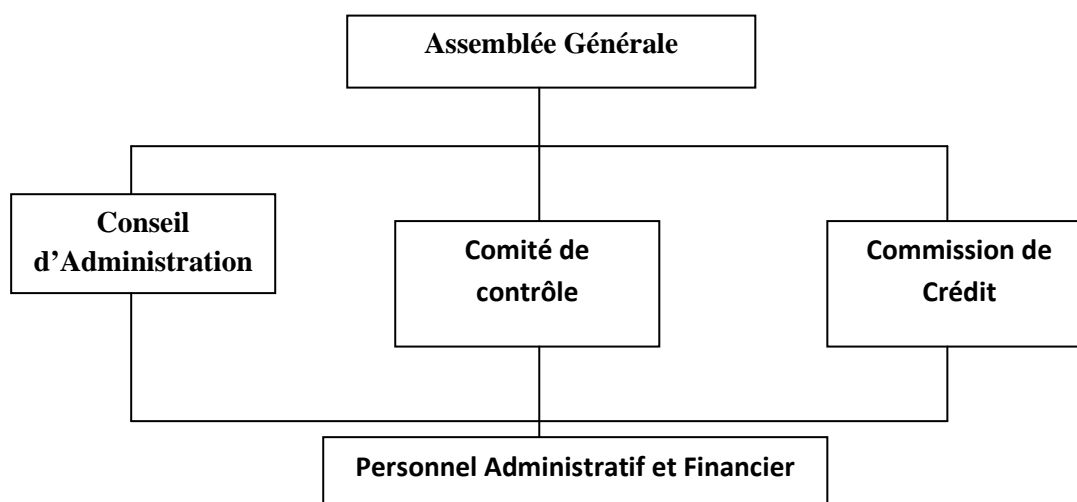 Assemblée Générale
Conseil
d’Administration
Comité de
contrôle
Commission de
Crédit
Personnel Administratif et Financier